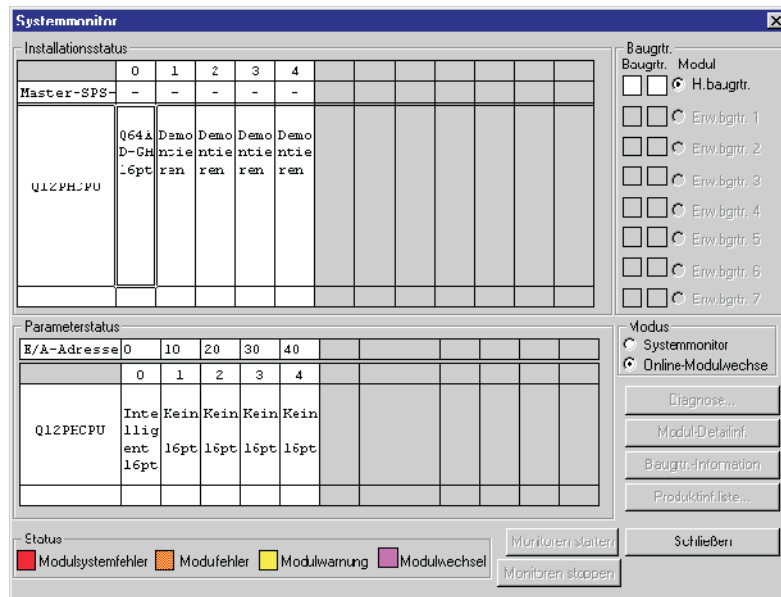 Systemmonitor
Installationsstatus
0 1 2 3 4
Master-SPS- - - - - -
Q64A Demo Demo Demo Demo
D-GH ntie ntie ntie ntie
16pt ren ren ren ren
Q12PHCPU
Baugrtr.
Baugrtr. Modul
H.baugrtr.
Erw.bgrtr. 1
Erw.bgrtr. 2
Erw.bgrtr. 3
Erw.bgrtr. 4
Erw.bgrtr. 5
Erw.bgrtr. 6
Erw.bgrtr. 7
Parameterstatus
E/A-Adresse 0 10 20 30 40
0 1 2 3 4
Inte Kein Kein Kein Kein
Q12PHCPU llig
ent 16pt 16pt 16pt 16pt
16pt
Modus
Systemmonitor
Online-Modulwechse
Diagnose...
Modul-Detailinf.
Baugrtr.-Information
Produktinf.liste...
Status
Modulsystemfehler Modufehler Modulwarnung Modulwechsel
Monitoren starten
Monitoren stoppen
Schließen